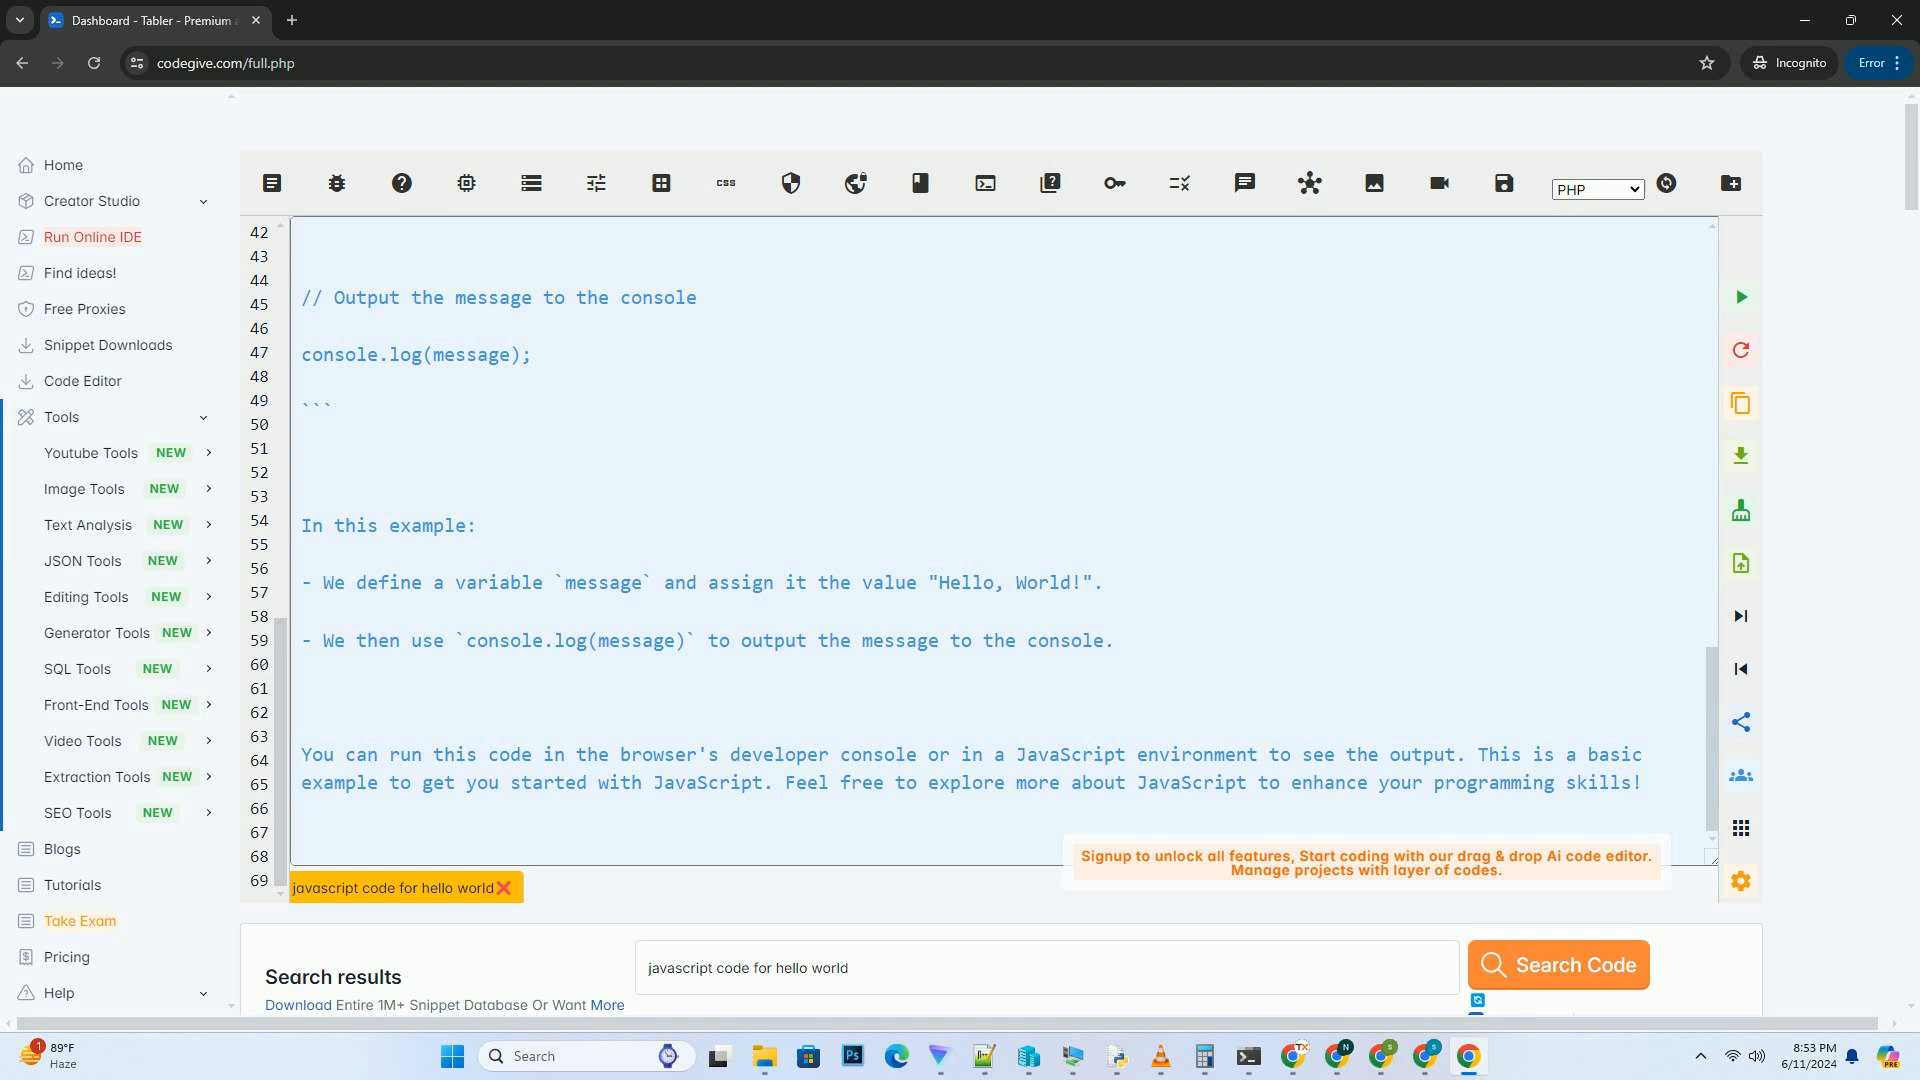 Dashboard - Tabler - Premium
codegive.com/full.php
Incognito
Error
Home
Creator Studio
Run Online IDE
Find ideas!
Free Proxies
Snippet Downloads
Code Editor
Tools
Youtube Tools NEW
Image Tools NEW
Text Analysis NEW
JSON Tools NEW
Editing Tools NEW
Generator Tools NEW
SQL Tools NEW
Front-End Tools NEW
Video Tools NEW
Extraction Tools NEW
SEO Tools NEW
Blogs
Tutorials
Take Exam
Pricing
Help
css
PHP
42
43
44
45
46
47
48
49
50
51
52
53
54
55
56
57
58
59
60
61
62
63
64
65
66
67
68
69
// Output the message to the console
console.log(message);
```
In this example:
- We define a variable `message` and assign it the value "Hello, World!".
- We then use `console.log(message)` to output the message to the console.
You can run this code in the browser's developer console or in a JavaScript environment to see the output. This is a basic
example to get you started with JavaScript. Feel free to explore more about JavaScript to enhance your programming skills!
Signup to unlock all features, Start coding with our drag & drop Ai code editor.
Manage projects with layer of codes.
javascript code for hello world
Search results
Download Entire 1M+ Snippet Database Or Want More
javascript code for hello world
Search Code
1
89°F
Haze
Search
Ps
TX
N
S
S
8:53 PM
6/11/2024
PRE